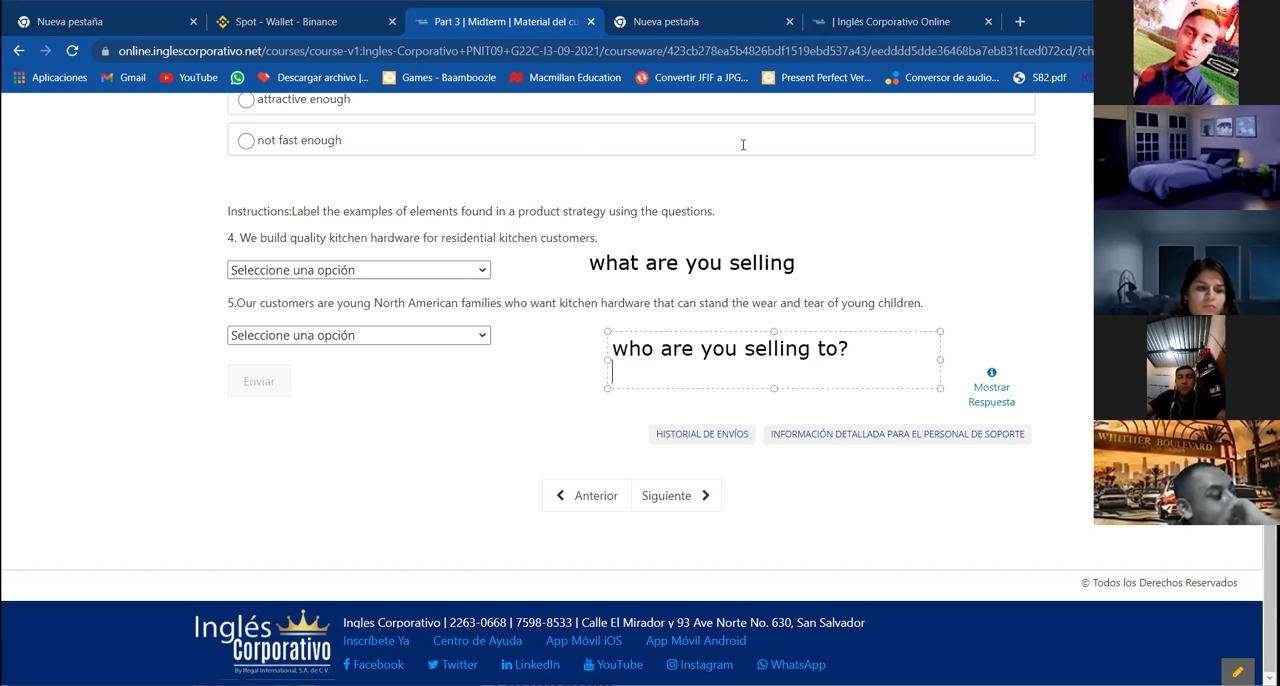 Nueva pestaña
Spot - Wallet - Binance
Part 3 | Midterm | Material del cu
Nueva pestaña
| Inglés Corporativo Online
online.inglescorporativo.net/courses/course-v1:Ingles-Corporativo+PNIT09+G22C-I3-09-2021/courseware/423cb278ea5b4826bdf1519ebd537a43/eedddd5dde36468ba7eb831fced072cd/?ch
Aplicaciones
Gmail
YouTube
Descargar archivo |...
Games - Baamboozle
Macmillan Education
Convertir JFIF a JPG...
Present Perfect Ver...
Conversor de audio...
SB2.pdf
attractive enough
not fast enough
Instructions:Label the examples of elements found in a product strategy using the questions.
4. We build quality kitchen hardware for residential kitchen customers.
what are you selling
Seleccione una opción
5.Our customers are young North American families who want kitchen hardware that can stand the wear and tear of young children.
Seleccione una opción
who are you selling to?
Enviar
Mostrar
Respuesta
HISTORIAL DE ENVÍOS
INFORMACIÓN DETALLADA PARA EL PERSONAL DE SOPORTE
Anterior
Siguiente
© Todos los Derechos Reservados
Inglés
Corporativo
By Regal International, S.A. de C.V.
Ingles Corporativo | 2263-0668 | 7598-8533 | Calle El Mirador y 93 Ave Norte No. 630, San Salvador
Inscríbete Ya
Centro de Ayuda
App Móvil iOS
App Móvil Android
Facebook
Twitter
LinkedIn
YouTube
Instagram
WhatsApp
WHITTIER BOULEVARD